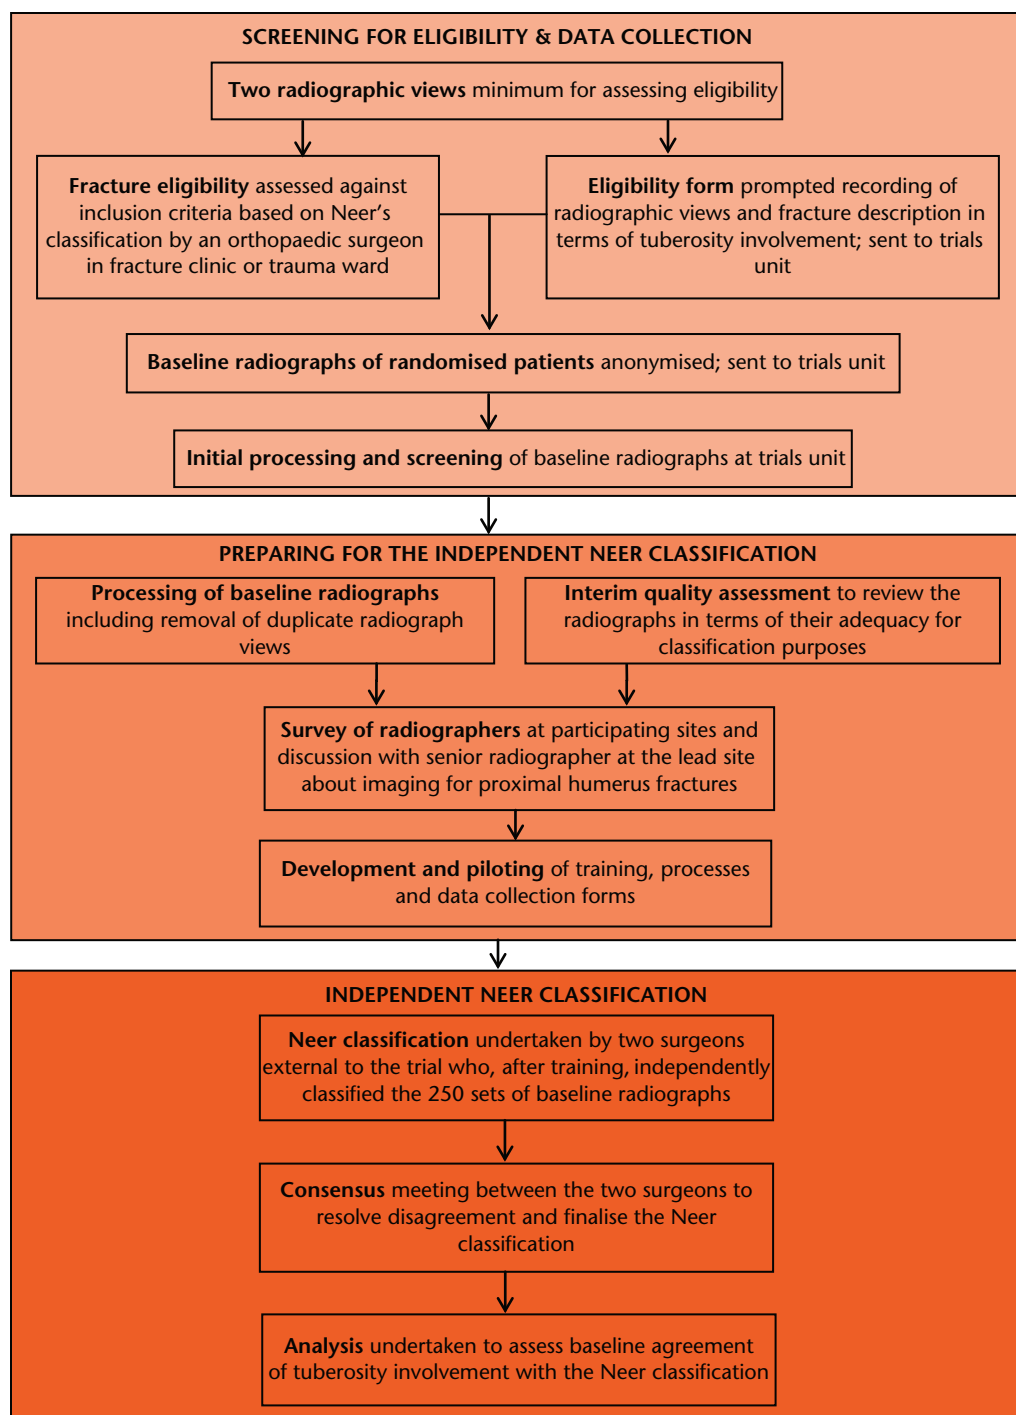 SCREENING FOR ELIGIBILITY & DATA COLLECTION
Two radiographic views minimum for assessing eligibility
Fracture eligibility assessed against
inclusion criteria based on Neer's
classification by an orthopaedic surgeon
in fracture clinic or trauma ward
Eligibility form prompted recording of
radiographic views and fracture description in
terms of tuberosity involvement; sent to trials
unit
Baseline radiographs of randomised patients anonymised; sent to trials unit
Initial processing and screening of baseline radiographs at trials unit
PREPARING FOR THE INDEPENDENT NEER CLASSIFICATION
Processing of baseline radiographs
including removal of duplicate radiograph
views
Interim quality assessment to review the
radiographs in terms of their adequacy for
classification purposes
Survey of radiographers at participating sites and
discussion with senior radiographer at the lead site
about imaging for proximal humerus fractures
Development and piloting of training, processes
and data collection forms
INDEPENDENT NEER CLASSIFICATION
Neer classification undertaken by two surgeons
external to the trial who, after training, independently
classified the 250 sets of baseline radiographs
Consensus meeting between the two surgeons to
resolve disagreement and finalise the Neer
classification
Analysis undertaken to assess baseline agreement
of tuberosity involvement with the Neer classification